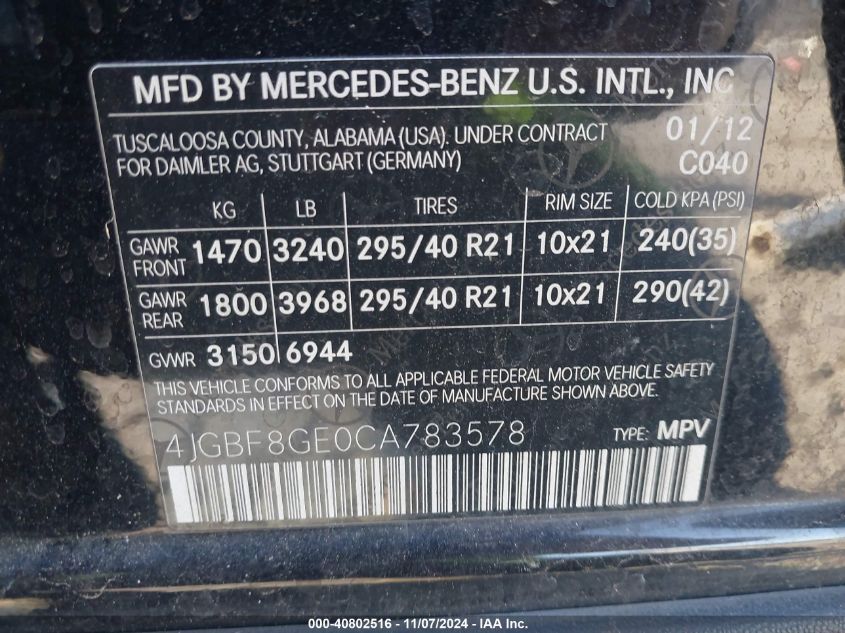 MFD BY MERCEDES-BENZ U.S. INTL., INC
TUSCALOOSA COUNTY, ALABAMA (USA). UNDER CONTRACT 01/12
FOR DAIMLER AG, STUTTGART (GERMANY) C040
KG LB TIRES RIM SIZE COLD KPA (PSI)
GAWR FRONT 1470 3240 295/40 R21 10x21 240(35)
GAWR REAR 1800 3968 295/40 R21 10x21 290(42)
GVWR 3150 6944
THIS VEHICLE CONFORMS TO ALL APPLICABLE FEDERAL MOTOR VEHICLE SAFETY
STANDARDS IN EFFECT ON THE DATE OF MANUFACTURE SHOWN ABOVE.
4JGBF8GE0CA783578 TYPE: MPV
000-40802516 - 11/07/2024 - IAA Inc.